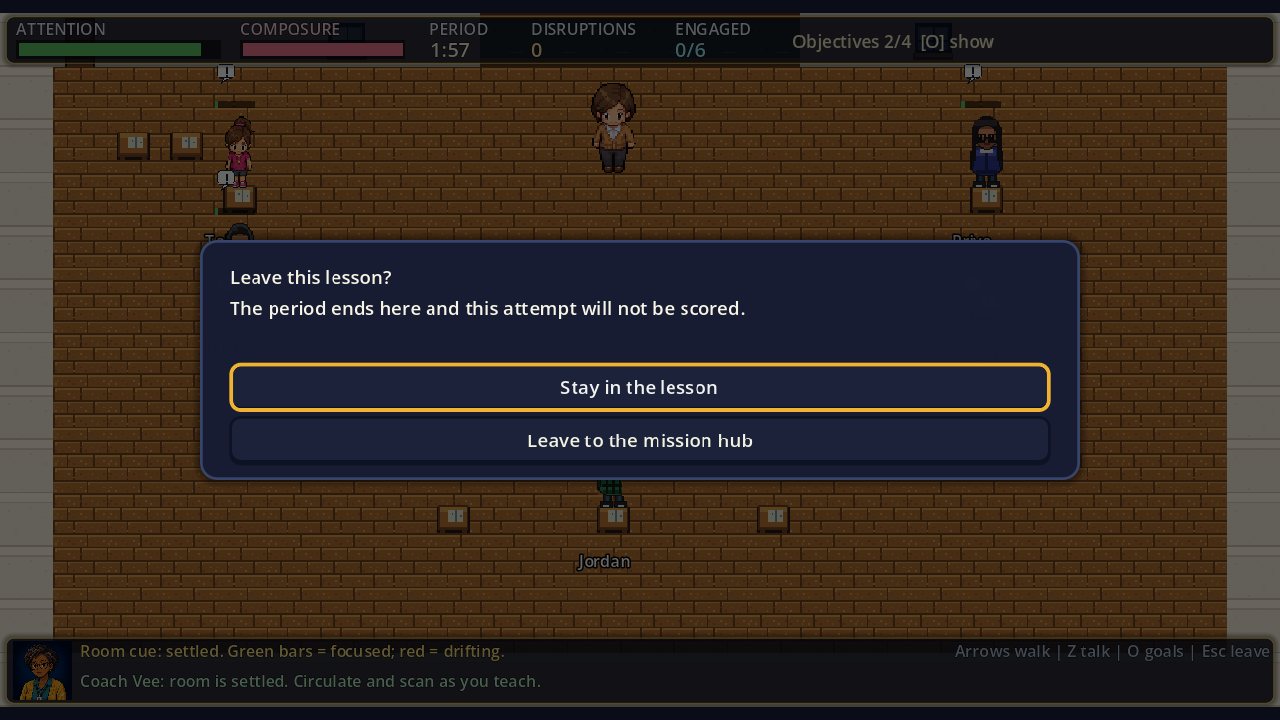 ATTENTION COMPOSURE PERIOD DISRUPTIONS ENGAGED
1:57 0 0/6 Objectives 2/4 [O] show
!
!
!
Leave this lesson?
The period ends here and this attempt will not be scored.
Stay in the lesson
Leave to the mission hub
Jordan
Room cue: settled. Green bars = focused; red = drifting. Arrows walk | Z talk | O goals | Esc leave
Coach Vee: room is settled. Circulate and scan as you teach.